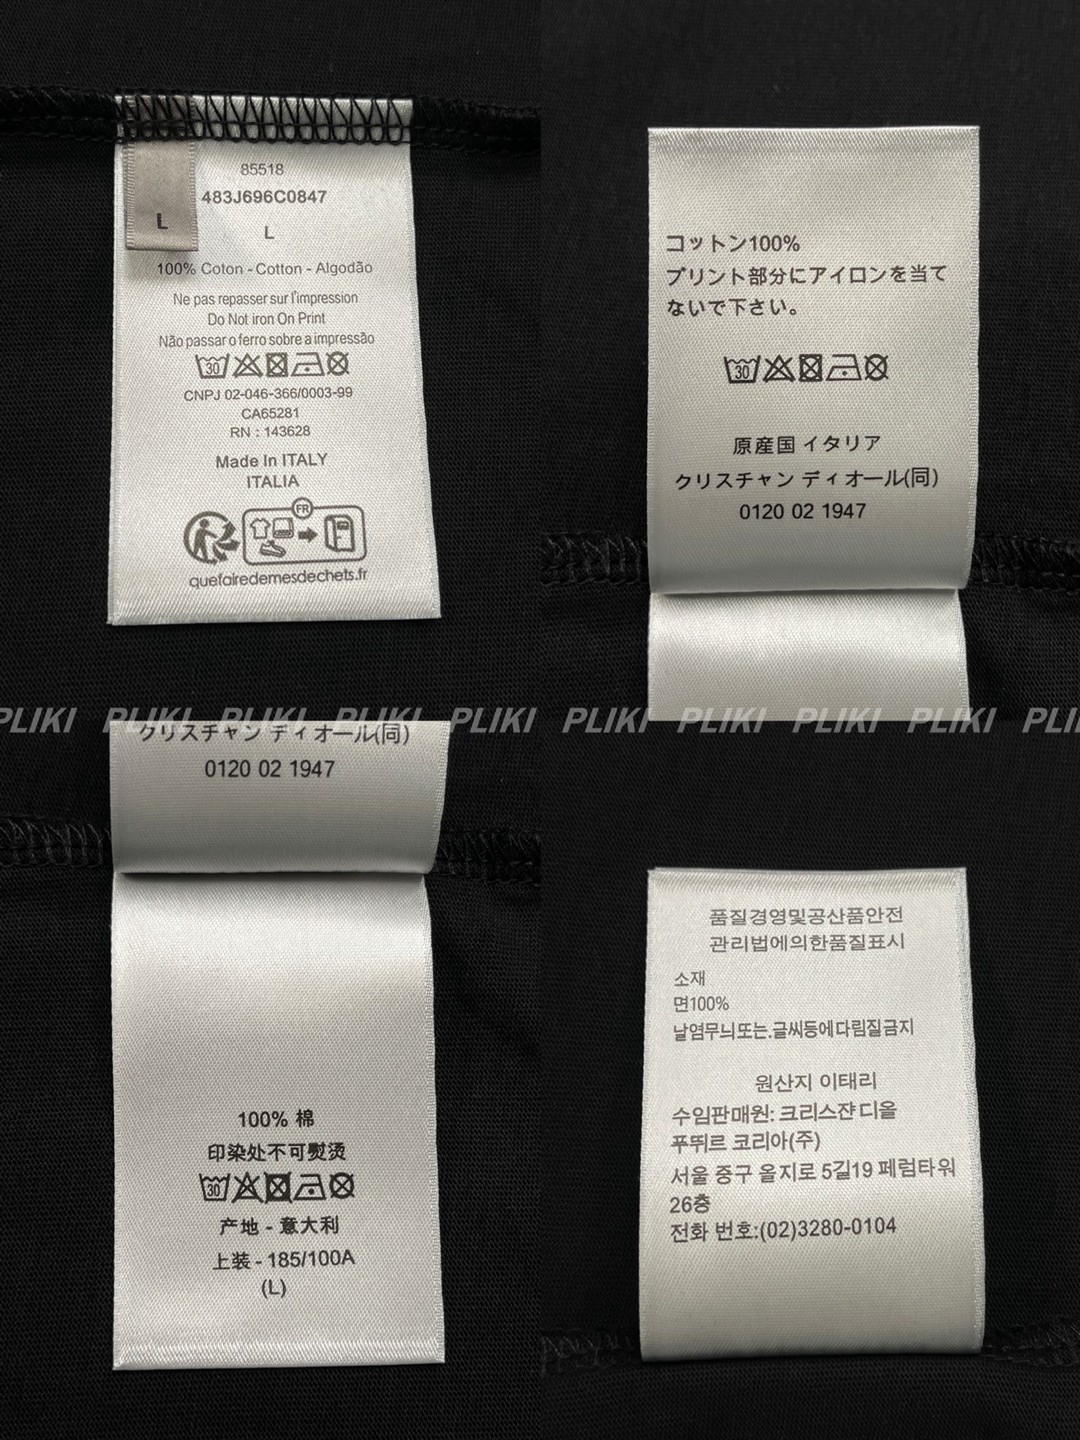 85518
483J696C0847
L
L
100% Coton - Cotton - Algodão
Ne pas repasser sur l'impression
Do Not iron On Print
Não passar o ferro sobre a impressão
30
CNPJ 02-046-366/0003-99
CA65281
RN : 143628
Made In ITALY
ITALIA
FR
quefairedemesdechets.fr
コットン100%
プリント部分にアイロンを当て
ないで下さい。
30
原産国 イタリア
クリスチャン ディオール(同)
0120 02 1947
PLIKI PLIKI PLIKI PLIKI PLIKI PLIKI PLIKI PLIKI PLIKI
クリスチャン ディオール(同)
0120 02 1947
100% 棉
印染处不可熨烫
30
产地 - 意大利
上装 - 185/100A
(L)
품질경영및공산품안전
관리법에의한품질표시
소재
면100%
날염무늬또는.글씨등에다림질금지
원산지 이태리
수임판매원: 크리스쟌 디올
푸뛰르 코리아(주)
서울 중구 을지로 5길19 페럼타워
26층
전화 번호:(02)3280-0104